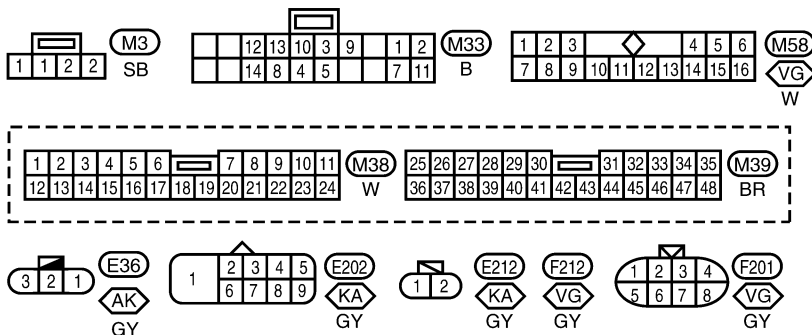 M3
1 1 2 2
SB
12 13 10 3 9 1 2
14 8 4 5 7 11
M33
B
1 2 3 4 5 6
7 8 9 10 11 12 13 14 15 16
M58
VG
W
1 2 3 4 5 6 7 8 9 10 11
12 13 14 15 16 17 18 19 20 21 22 23 24
M38
W
25 26 27 28 29 30 31 32 33 34 35
36 37 38 39 40 41 42 43 44 45 46 47 48
M39
BR
3 2 1
E36
AK
GY
1
2 3 4 5
6 7 8 9
E202
KA
GY
1 2
E212
KA
GY
F212
VG
GY
1 2 3 4
5 6 7 8
F201
VG
GY